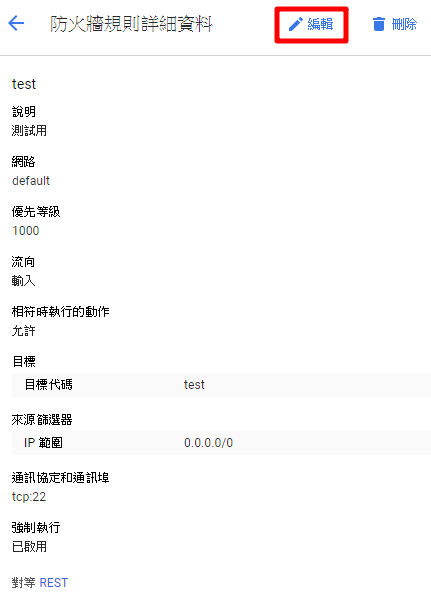 防火牆規則詳細資料 編輯 刪除
test
說明
測試用
網路
default
優先等級
1000
流向
輸入
相符時執行的動作
允許
目標
目標代碼 test
來源篩選器
IP 範圍 0.0.0.0/0
通訊協定和通訊埠
tcp:22
強制執行
已啟用
對等 REST